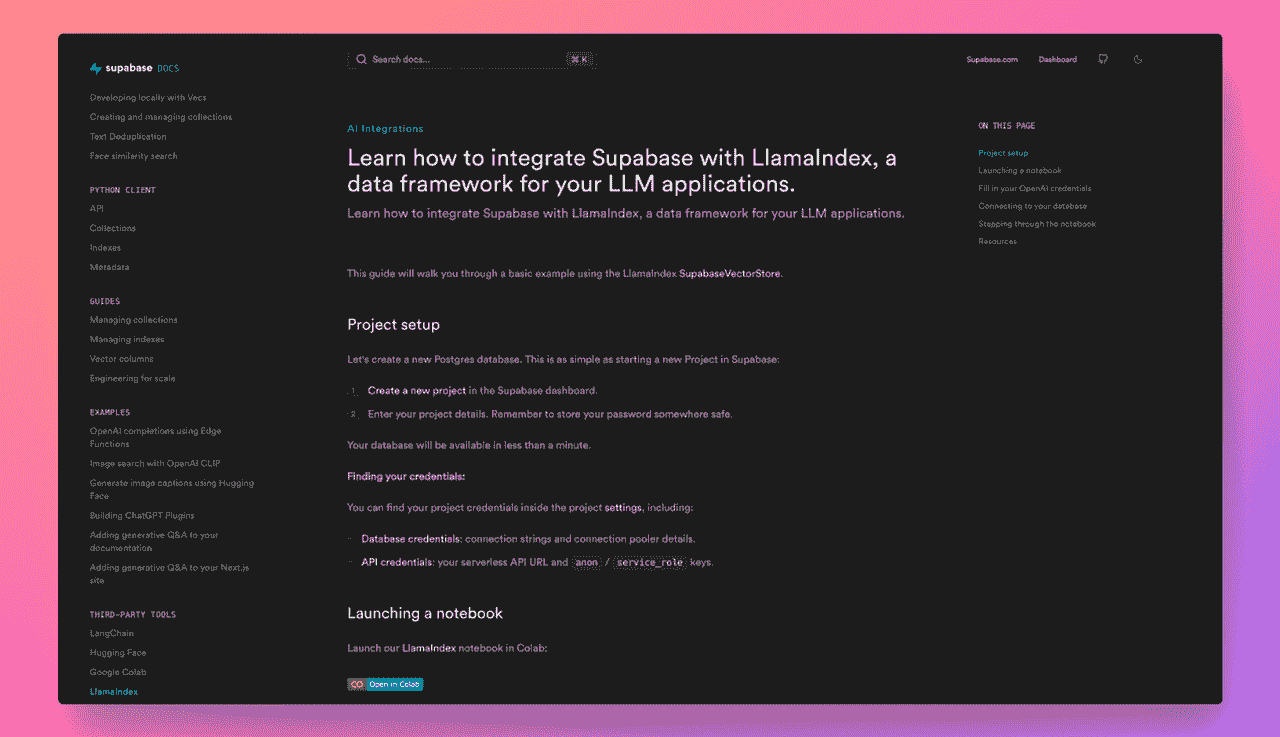 supabase DOCS
Search docs...
⌘ K
Supabase.com
Dashboard
Developing locally with Vecs
Creating and managing collections
Text Deduplication
Face similarity search
PYTHON CLIENT
API
Collections
Indexes
Metadata
GUIDES
Managing collections
Managing indexes
Vector columns
Engineering for scale
EXAMPLES
OpenAI completions using Edge
Functions
Image search with OpenAI CLIP
Generate image captions using Hugging
Face
Building ChatGPT Plugins
Adding generative Q&A to your
documentation
Adding generative Q&A to your Next.js
site
THIRD-PARTY TOOLS
LangChain
Hugging Face
Google Colab
LlamaIndex
AI Integrations
Learn how to integrate Supabase with LlamaIndex, a
data framework for your LLM applications.
Learn how to integrate Supabase with LlamaIndex, a data framework for your LLM applications.
This guide will walk you through a basic example using the LlamaIndex SupabaseVectorStore.
Project setup
Let's create a new Postgres database. This is as simple as starting a new Project in Supabase:
1. Create a new project in the Supabase dashboard.
2. Enter your project details. Remember to store your password somewhere safe.
Your database will be available in less than a minute.
Finding your credentials:
You can find your project credentials inside the project settings, including:
- Database credentials: connection strings and connection pooler details.
- API credentials: your serverless API URL and anon / service_role keys.
Launching a notebook
Launch our LlamaIndex notebook in Colab:
Open in Colab
ON THIS PAGE
Project setup
Launching a notebook
Fill in your OpenAI credentials
Connecting to your database
Stepping through the notebook
Resources